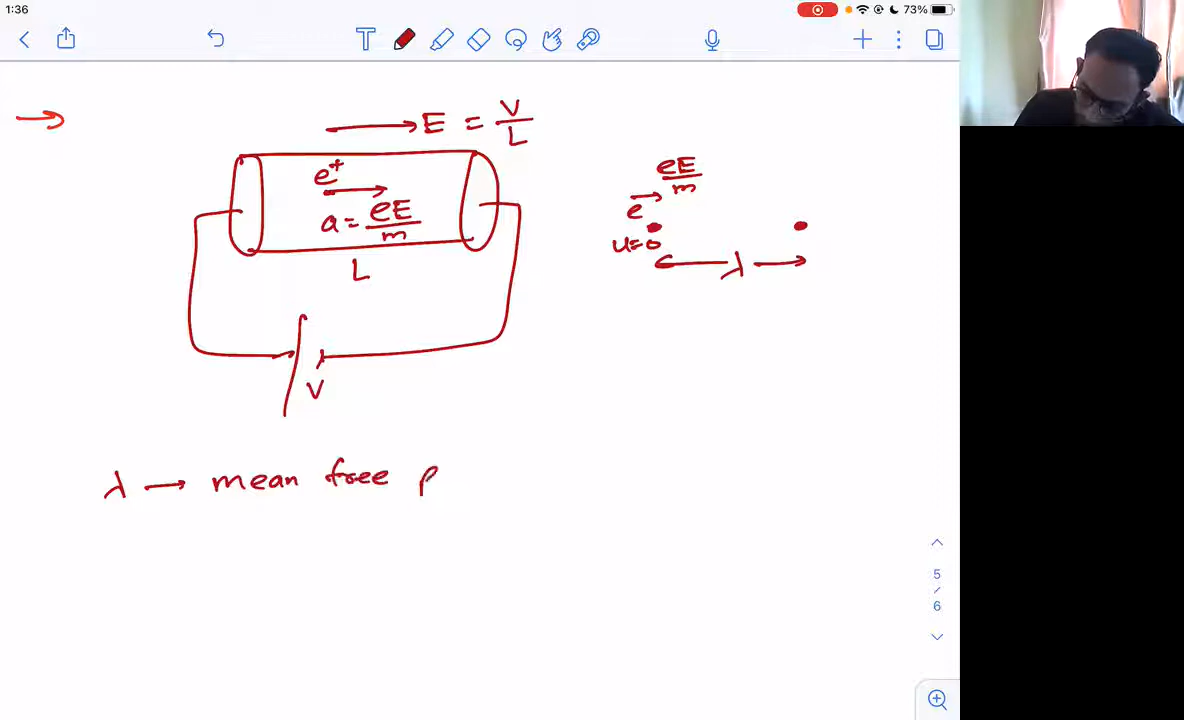 1:36
73%
T
→ E = V/L
e⁺
a = eE/m
L
V
eE/m
e
u=0
λ
λ → mean free p
5
/
6